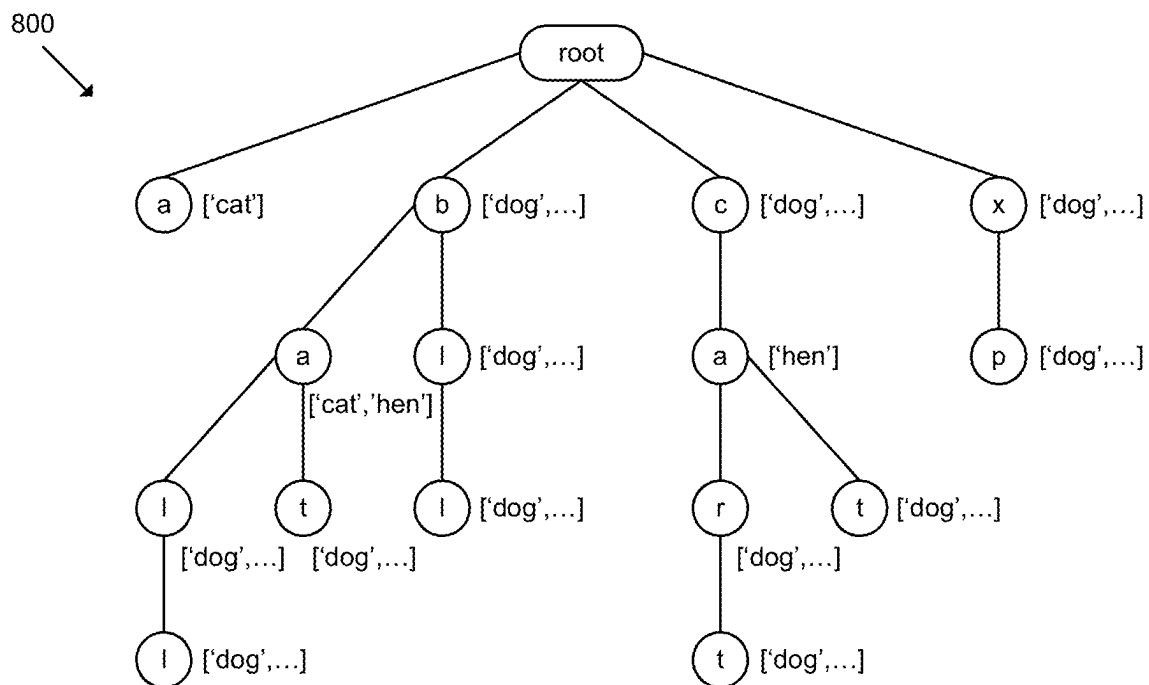 800
root
a ['cat'] b ['dog',...] c ['dog',...] x ['dog',...]
a l ['dog',...] a ['hen'] p ['dog',...]
['cat','hen']
l t l ['dog',...] r t ['dog',...]
['dog',...] ['dog',...] ['dog',...]
l ['dog',...] t ['dog',...]